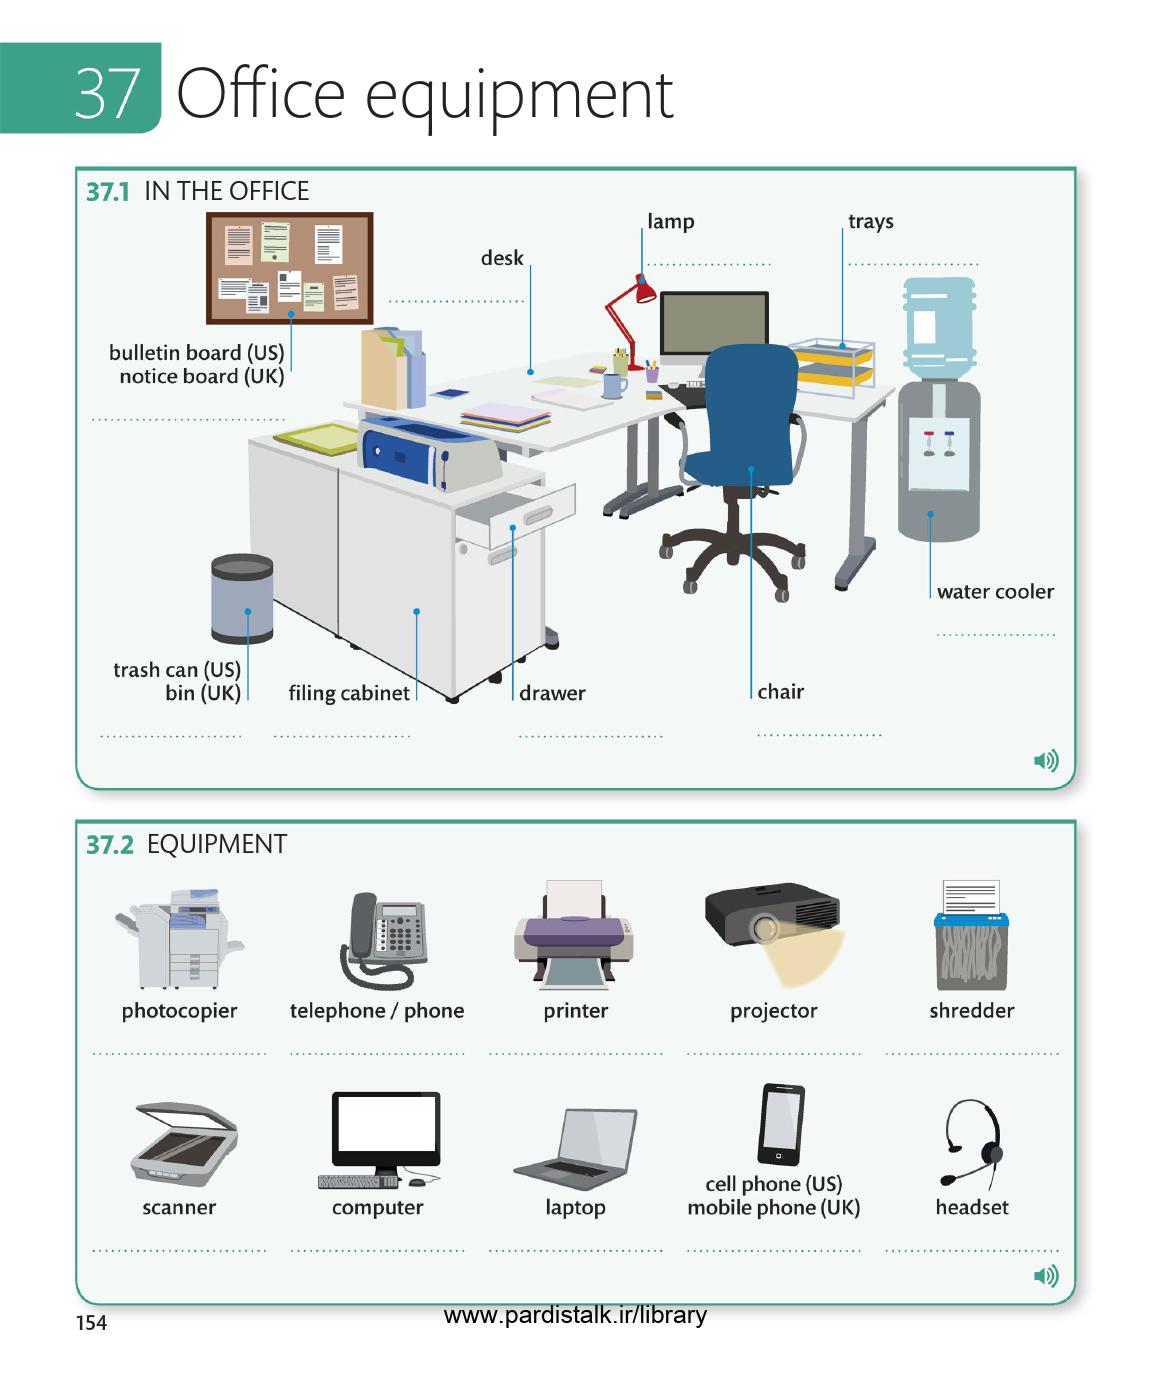 37 Office equipment
37.1 IN THE OFFICE
lamp
trays
desk
bulletin board (US)
notice board (UK)
water cooler
trash can (US)
bin (UK)
filing cabinet
drawer
chair
37.2 EQUIPMENT
photocopier
telephone / phone
printer
projector
shredder
scanner
computer
laptop
cell phone (US)
mobile phone (UK)
headset
154
www.pardistalk.ir/library